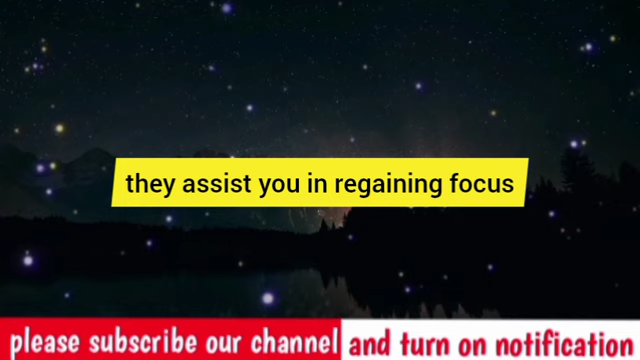 they assist you in regaining focus
please subscribe our channel and turn on notification